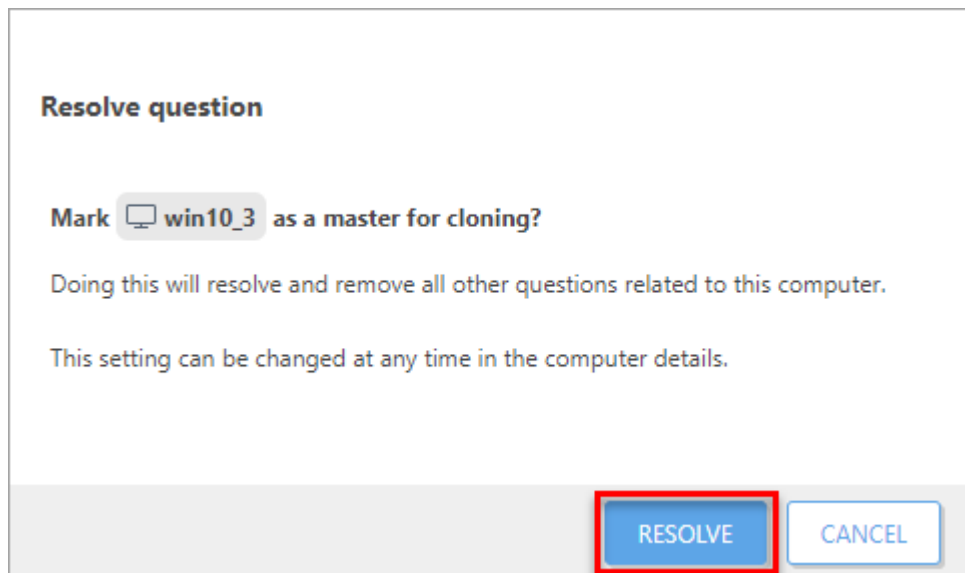 Resolve question
Mark win10_3 as a master for cloning?
Doing this will resolve and remove all other questions related to this computer.
This setting can be changed at any time in the computer details.
RESOLVE CANCEL